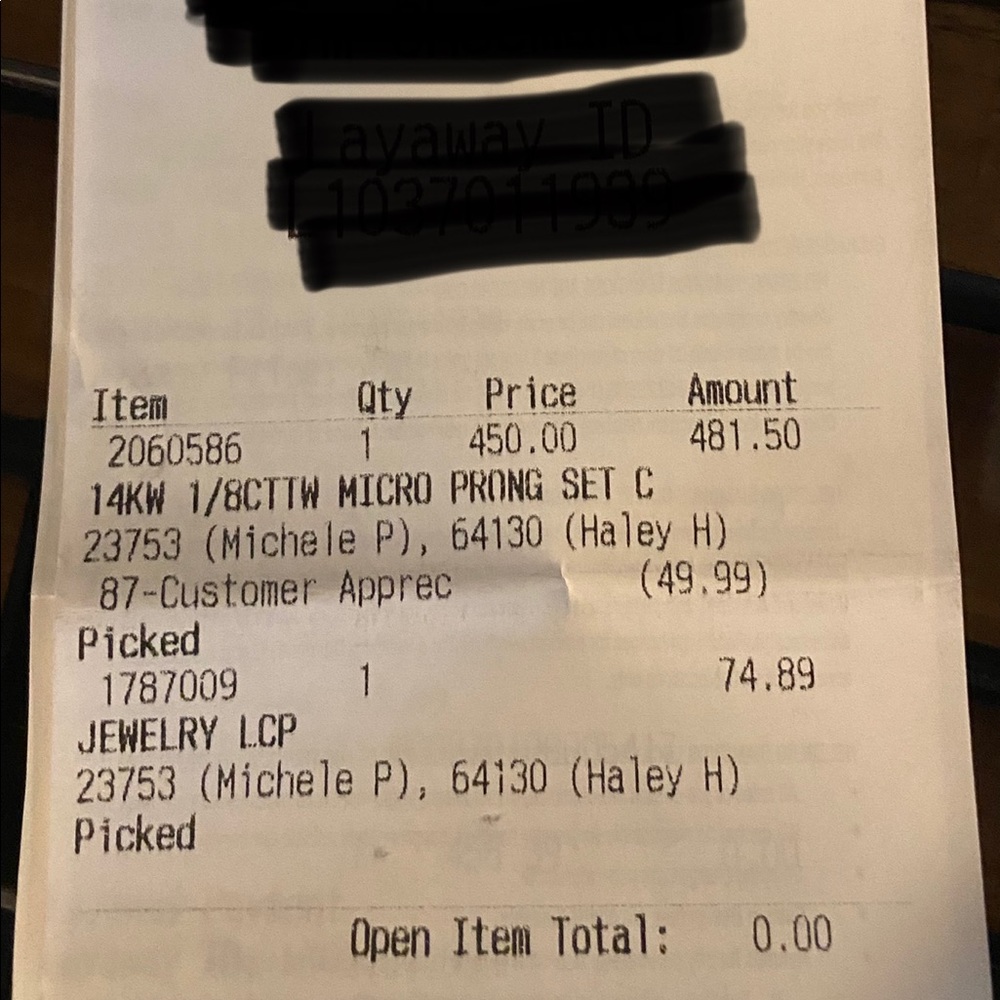 Layaway ID
Item Qty Price Amount
2060586 1 450.00 481.50
14KW 1/8CTTW MICRO PRONG SET C
23753 (Michele P), 64130 (Haley H)
87-Customer Apprec (49.99)
Picked
1787009 1 74.89
JEWELRY LCP
23753 (Michele P), 64130 (Haley H)
Picked
Open Item Total: 0.00